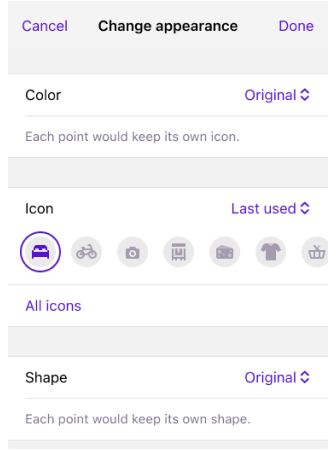 Cancel Change appearance Done
Color Original
Each point would keep its own icon.
Icon Last used
All icons
Shape Original
Each point would keep its own shape.